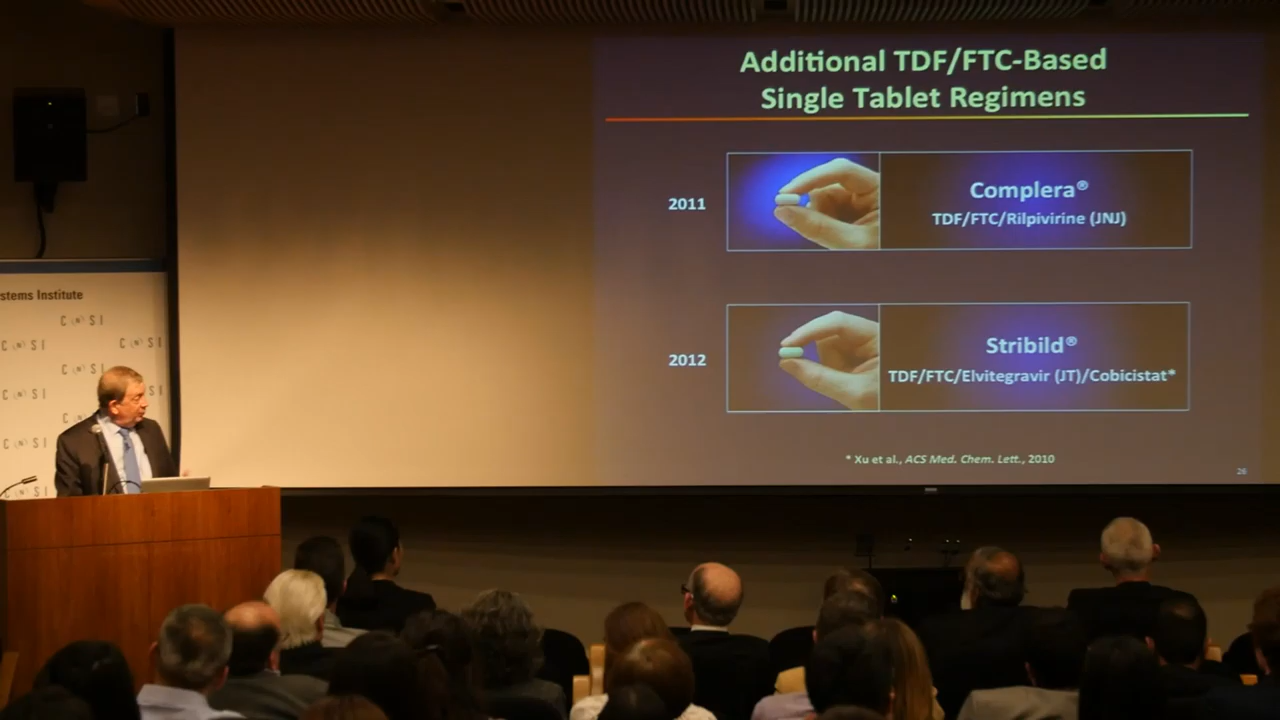 Additional TDF/FTC-Based
Single Tablet Regimens
2011
Complera®
TDF/FTC/Rilpivirine (JNJ)
2012
Stribild®
TDF/FTC/Elvitegravir (JT)/Cobicistat*
* Xu et al., ACS Med. Chem. Lett., 2010
26
stems Institute
C (N) S I
C (N) S I
C (N) S I
C (N) S I
C (N) S I
C (N) S I